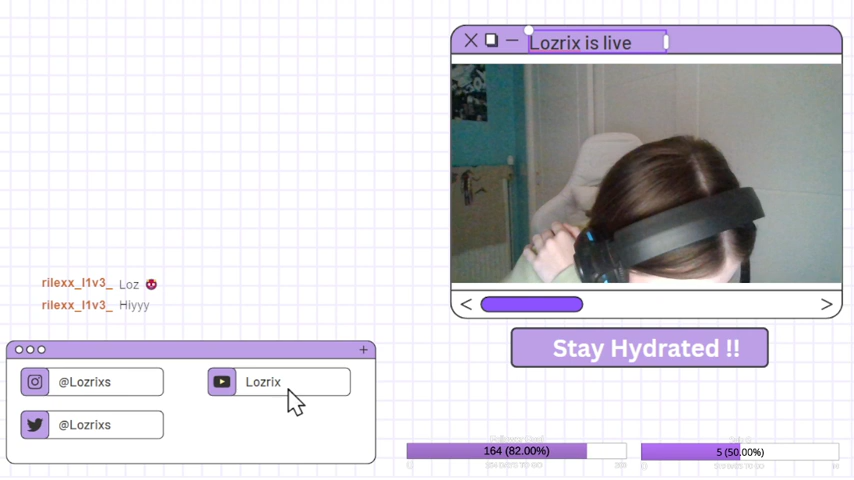 Lozrix is live
rilexx_l1v3_ Loz
rilexx_l1v3_ Hiyyy
Stay Hydrated !!
@Lozrixs
Lozrix
@Lozrixs
164 (82.00%)
5 (50.00%)